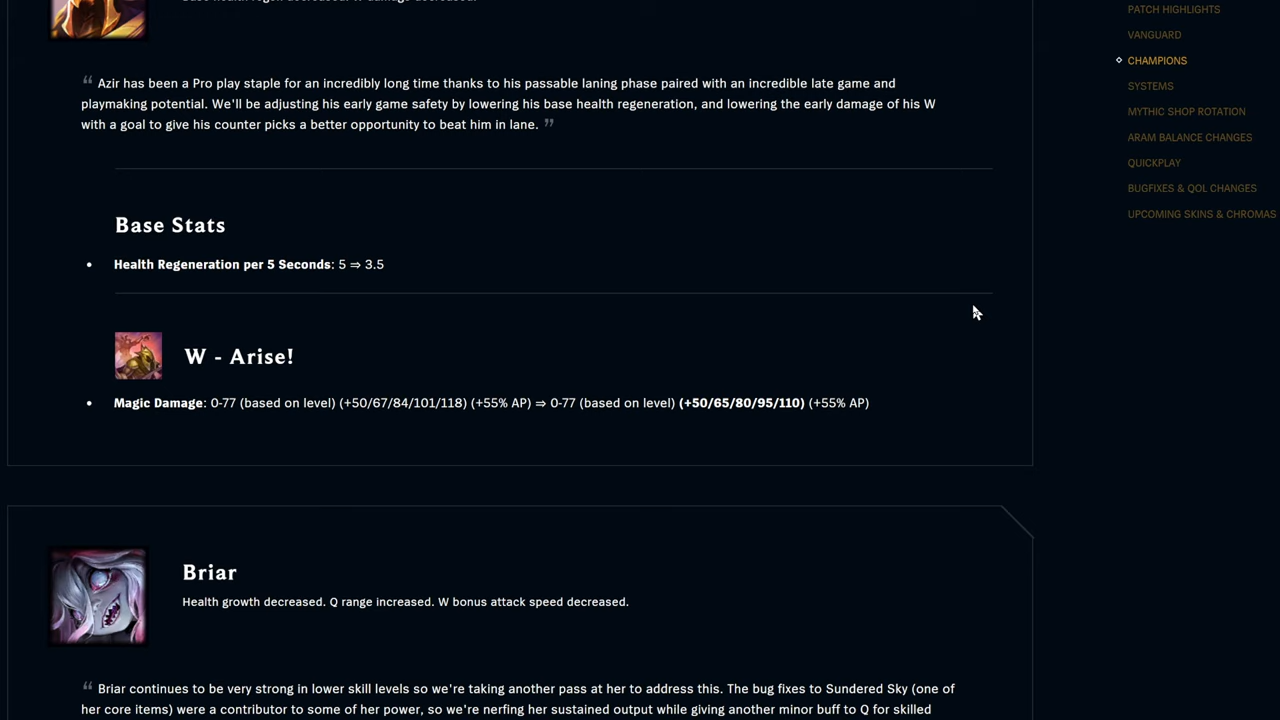 Base health regen decreased. W damage decreased.
“ Azir has been a Pro play staple for an incredibly long time thanks to his passable laning phase paired with an incredible late game and
playmaking potential. We'll be adjusting his early game safety by lowering his base health regeneration, and lowering the early damage of his W
with a goal to give his counter picks a better opportunity to beat him in lane. ”
Base Stats
• Health Regeneration per 5 Seconds: 5 ⇒ 3.5
W - Arise!
• Magic Damage: 0-77 (based on level) (+50/67/84/101/118) (+55% AP) ⇒ 0-77 (based on level) (+50/65/80/95/110) (+55% AP)
Briar
Health growth decreased. Q range increased. W bonus attack speed decreased.
“ Briar continues to be very strong in lower skill levels so we're taking another pass at her to address this. The bug fixes to Sundered Sky (one of
her core items) were a contributor to some of her power, so we're nerfing her sustained output while giving another minor buff to Q for skilled
PATCH HIGHLIGHTS
VANGUARD
CHAMPIONS
SYSTEMS
MYTHIC SHOP ROTATION
ARAM BALANCE CHANGES
QUICKPLAY
BUGFIXES & QOL CHANGES
UPCOMING SKINS & CHROMAS